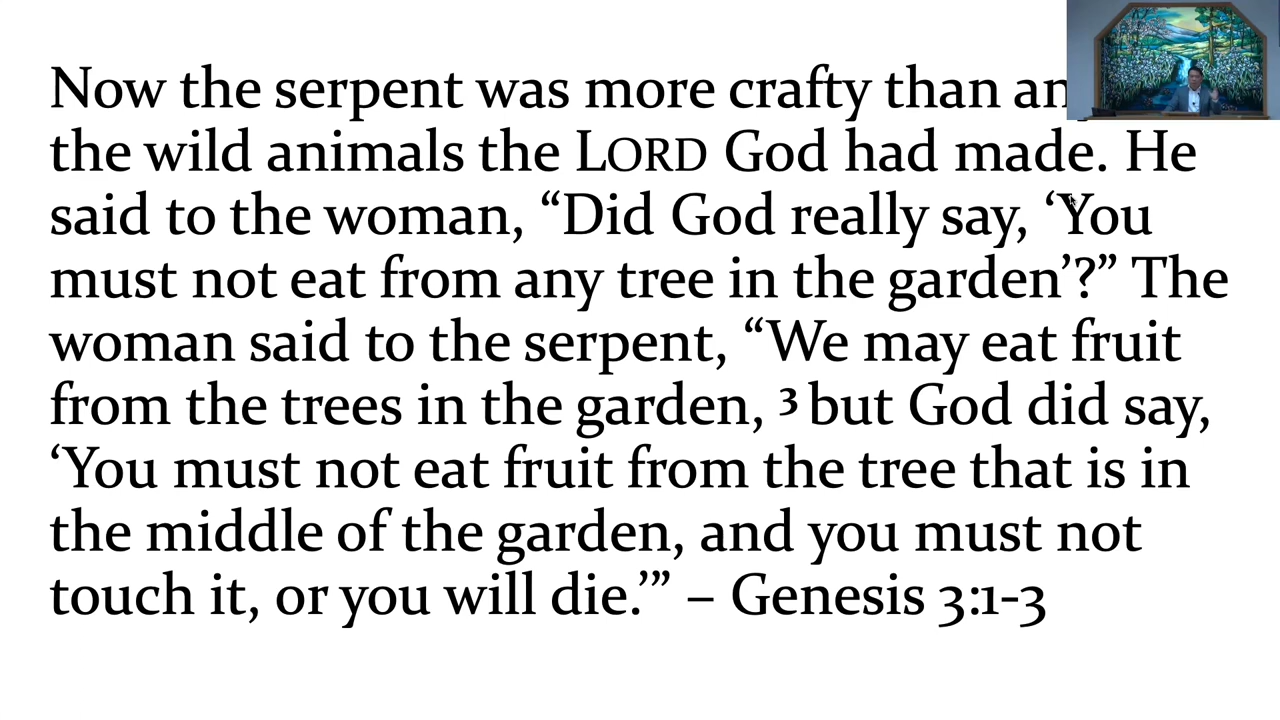 Now the serpent was more crafty than
the wild animals the LORD God had made. He
said to the woman, “Did God really say, ‘You
must not eat from any tree in the garden’?” The
woman said to the serpent, “We may eat fruit
from the trees in the garden, ³ but God did say,
‘You must not eat fruit from the tree that is in
the middle of the garden, and you must not
touch it, or you will die.’” – Genesis 3:1-3